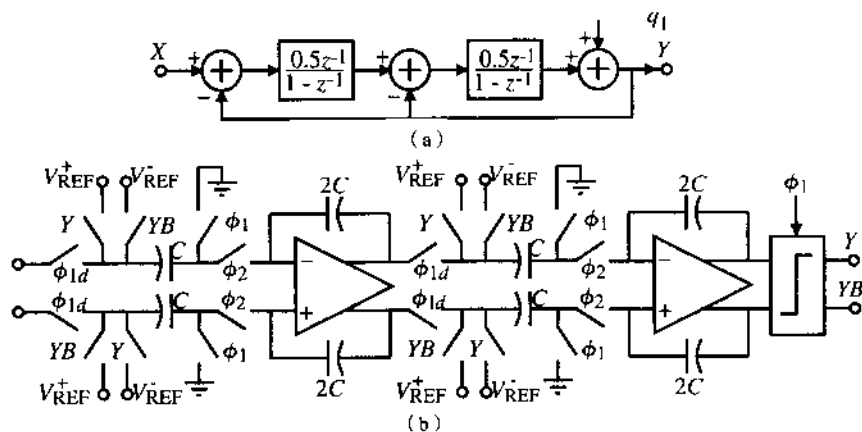 X + − 0.5z⁻¹ / 1 - z⁻¹ + − 0.5z⁻¹ / 1 - z⁻¹ + + q₁ Y
(a)
V⁺REF V⁻REF V⁺REF V⁻REF
2C 2C φ₁
Y YB φ₁ Y YB φ₁
φ1d C φ₂ − φ1d C φ₂ − Y
φ1d C φ₂ + φ1d C φ₂ + YB
YB Y φ₁ YB Y φ₁
V⁺REF V⁻REF 2C V⁺REF V⁻REF 2C
(b)